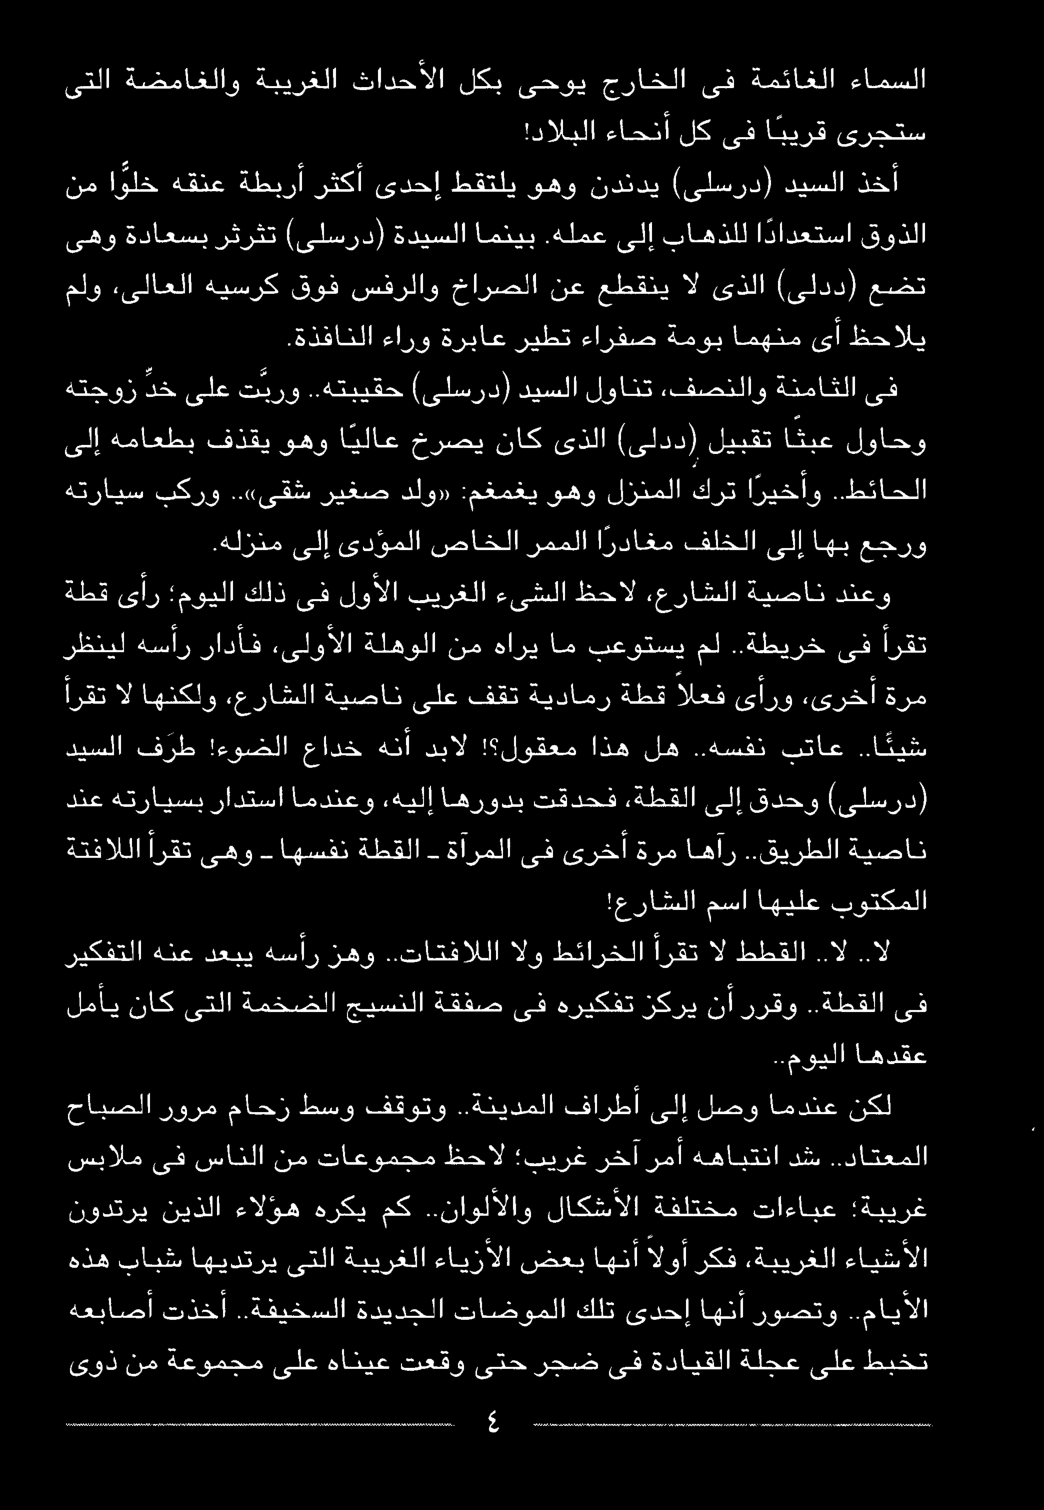 السماء الغائمة فى الخارج يوحى بكل الأحداث الغريبة والغامضة التى
ستجرى قريبًا فى كل أنحاء البلاد!
أخذ السيد (درسلى) يدندن وهو يلتقط إحدى أكثر أربطة عنقه خلوًّا من
الذوق استعدادًا للذهاب إلى عمله. بينما السيدة (درسلى) تثرثر بسعادة وهى
تضع (ددلى) الذى لا ينقطع عن الصراخ والرفس فوق كرسيه العالى، ولم
يلاحظ أى منهما بومة صفراء تطير عابرة وراء النافذة.
فى الثامنة والنصف، تناول السيد (درسلى) حقيبته.. وربَّت على خدِّ زوجته
وحاول عبثًا تقبيل (ددلى) الذى كان يصرخ عاليًا وهو يقذف بطعامه إلى
الحائط.. وأخيرًا ترك المنزل وهو يغمغم: «ولد صغير شقى».. وركب سيارته
ورجع بها إلى الخلف مغادرًا الممر الخاص المؤدى إلى منزله.
وعند ناصية الشارع، لاحظ الشىء الغريب الأول فى ذلك اليوم؛ رأى قطة
تقرأ فى خريطة.. لم يستوعب ما يراه من الوهلة الأولى، فأدار رأسه لينظر
مرة أخرى، ورأى فعلاً قطة رمادية تقف على ناصية الشارع، ولكنها لا تقرأ
شيئًا.. عاتب نفسه.. هل هذا معقول؟! لابد أنه خداع الضوء! طرَف السيد
(درسلى) وحدق إلى القطة، فحدقت بدورها إليه، وعندما استدار بسيارته عند
ناصية الطريق.. رآها مرة أخرى فى المرآة ـ القطة نفسها ـ وهى تقرأ اللافتة
المكتوب عليها اسم الشارع!
لا.. لا.. القطط لا تقرأ الخرائط ولا اللافتات.. وهز رأسه يبعد عنه التفكير
فى القطة.. وقرر أن يركز تفكيره فى صفقة النسيج الضخمة التى كان يأمل
عقدها اليوم..
لكن عندما وصل إلى أطراف المدينة.. وتوقف وسط زحام مرور الصباح
المعتاد.. شد انتباهه أمر آخر غريب؛ لاحظ مجموعات من الناس فى ملابس
غريبة؛ عباءات مختلفة الأشكال والألوان.. كم يكره هؤلاء الذين يرتدون
الأشياء الغريبة، فكر أولاً أنها بعض الأزياء الغريبة التى يرتديها شباب هذه
الأيام.. وتصور أنها إحدى تلك الموضات الجديدة السخيفة.. أخذت أصابعه
تخبط على عجلة القيادة فى ضجر حتى وقعت عيناه على مجموعة من ذوى
٤